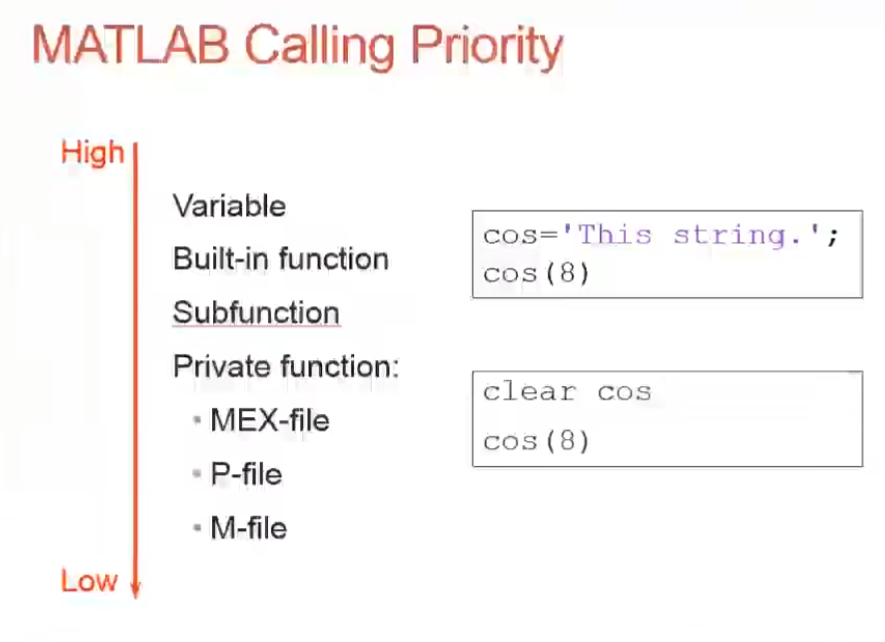 MATLAB Calling Priority
High
Variable
Built-in function
Subfunction
Private function:
• MEX-file
• P-file
• M-file
Low
cos='This string.';
cos(8)
clear cos
cos(8)